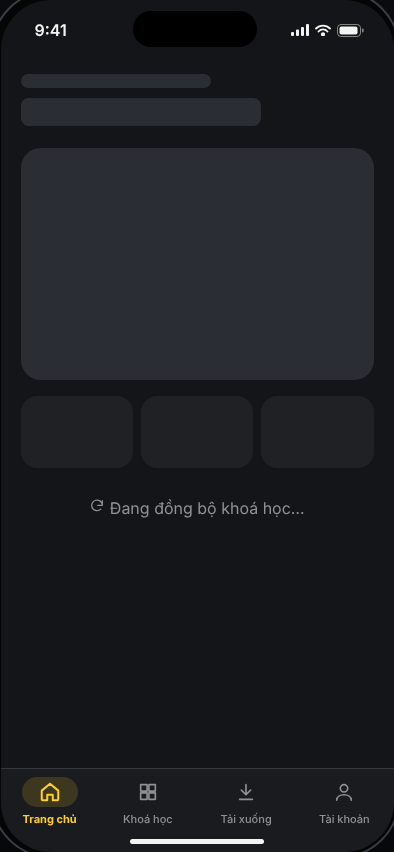 9:41
Đang đồng bộ khoá học...
Trang chủ
Khoá học
Tải xuống
Tài khoản